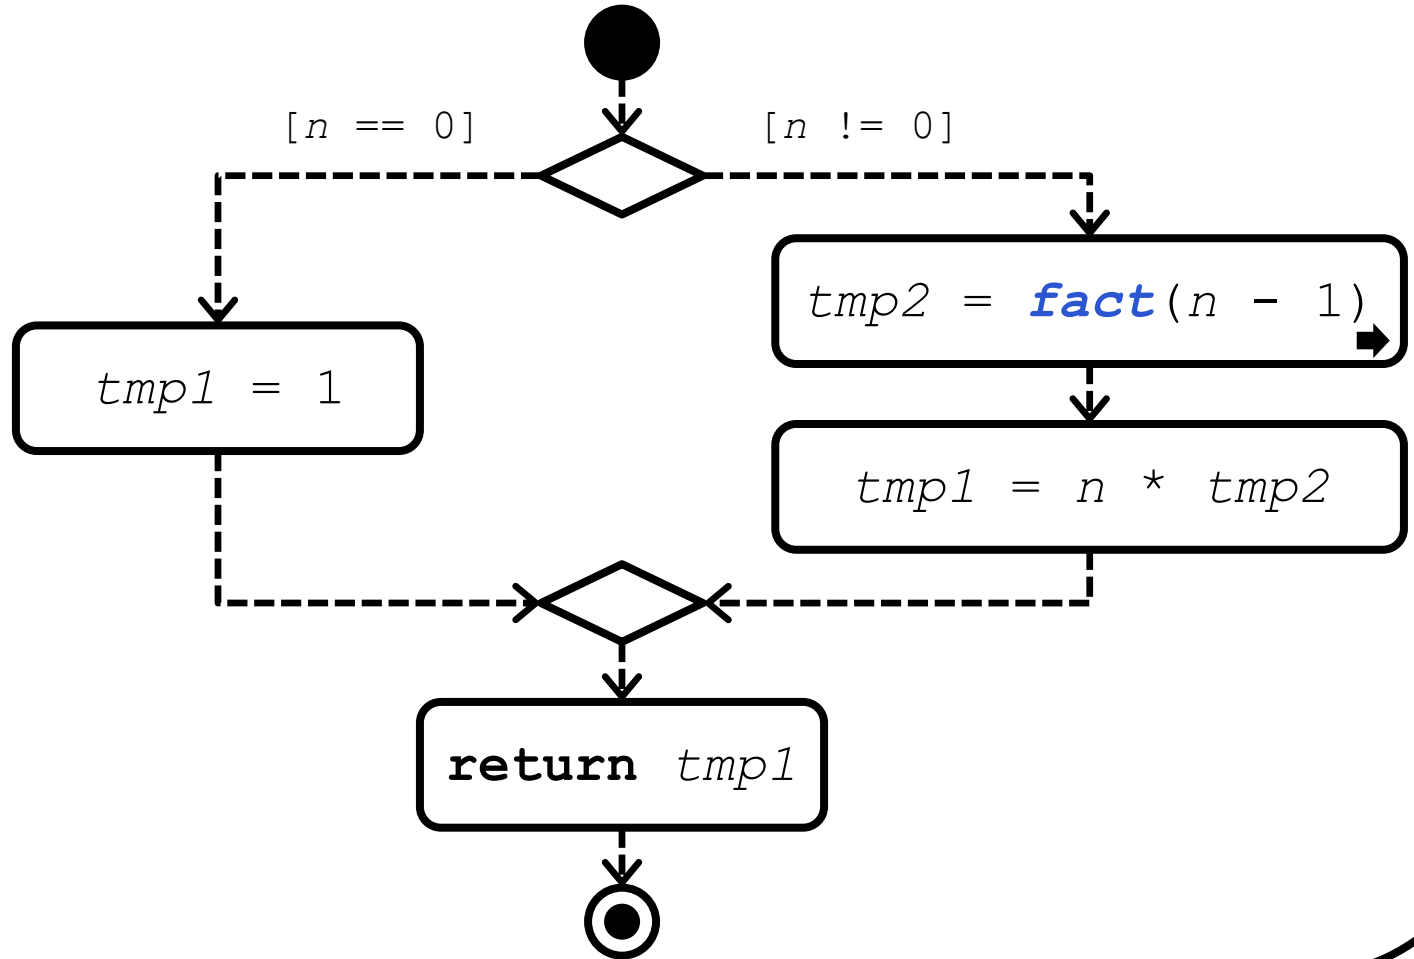 [n == 0]
[n != 0]
tmp2 = fact(n - 1)
tmp1 = 1
tmp1 = n * tmp2
return tmp1